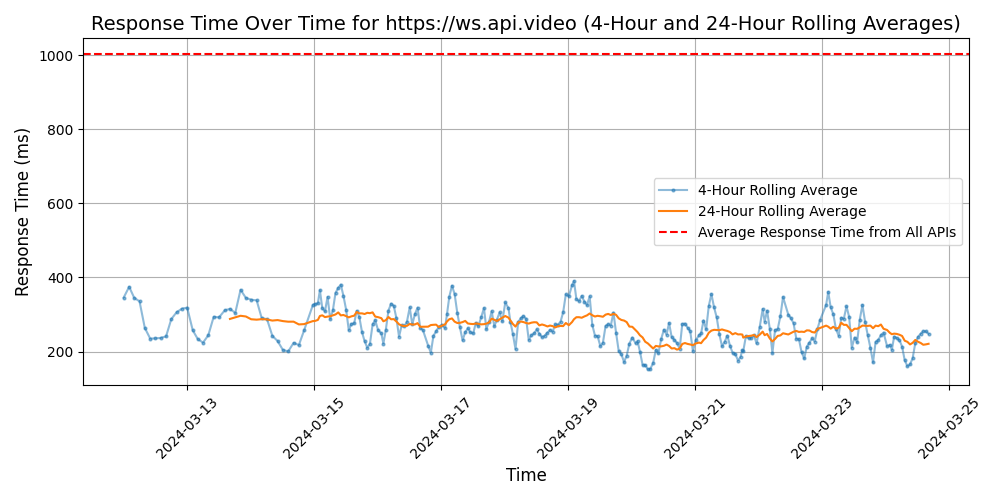 Response Time Over Time for https://ws.api.video (4-Hour and 24-Hour Rolling Averages)
Response Time (ms)
1000
800
600
400
200
4-Hour Rolling Average
24-Hour Rolling Average
Average Response Time from All APIs
2024-03-13
2024-03-15
2024-03-17
2024-03-19
2024-03-21
2024-03-23
2024-03-25
Time